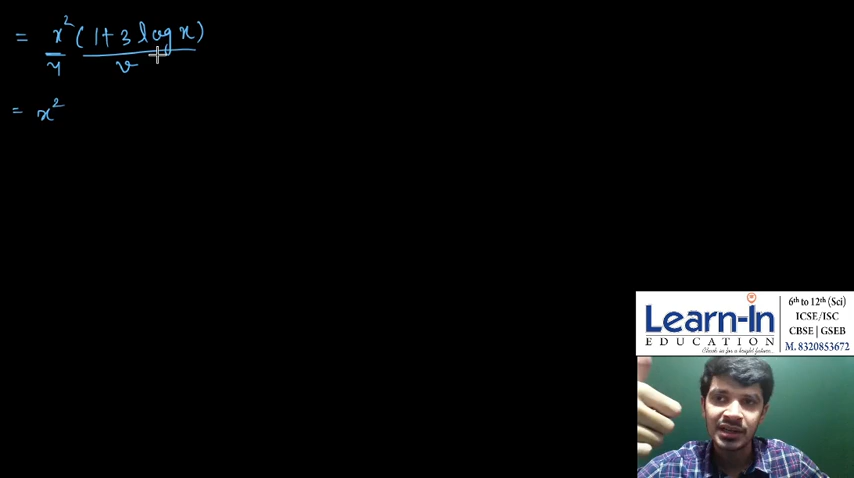 = x² (1 + 3 log x)
u v
= x²
Learn-In
EDUCATION
6th to 12th (Sci)
ICSE/ISC
CBSE | GSEB
M. 8320853672